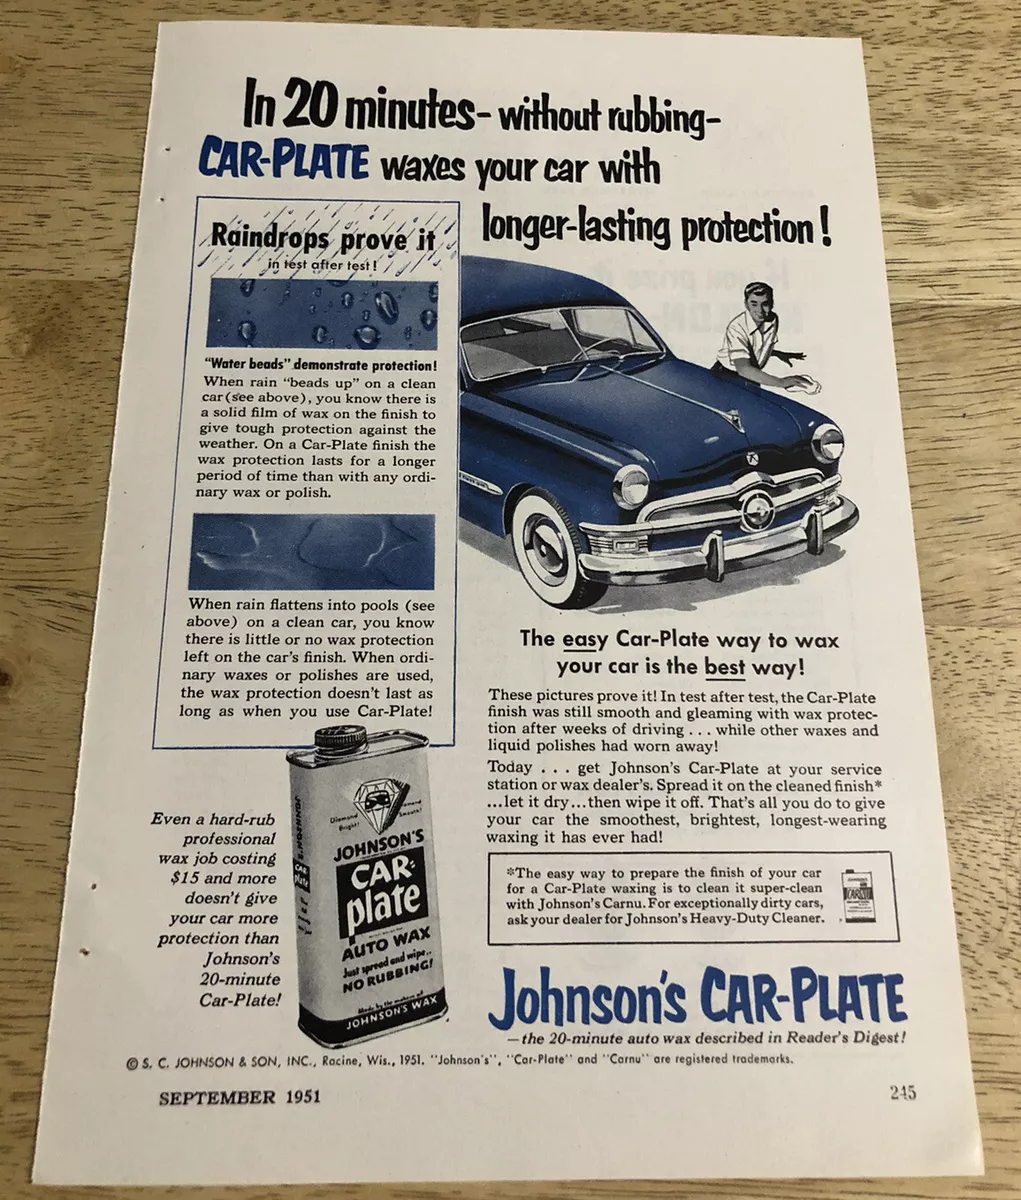 In 20 minutes- without rubbing-
CAR-PLATE waxes your car with
longer-lasting protection!
Raindrops prove it
in test after test!
"Water beads" demonstrate protection!
When rain "beads up" on a clean
car (see above), you know there is
a solid film of wax on the finish to
give tough protection against the
weather. On a Car-Plate finish the
wax protection lasts for a longer
period of time than with any ordi-
nary wax or polish.
When rain flattens into pools (see
above) on a clean car, you know
there is little or no wax protection
left on the car's finish. When ordi-
nary waxes or polishes are used,
the wax protection doesn't last as
long as when you use Car-Plate!
The easy Car-Plate way to wax
your car is the best way!
These pictures prove it! In test after test, the Car-Plate
finish was still smooth and gleaming with wax protec-
tion after weeks of driving . . . while other waxes and
liquid polishes had worn away!
Today . . . get Johnson's Car-Plate at your service
station or wax dealer's. Spread it on the cleaned finish*
...let it dry...then wipe it off. That's all you do to give
your car the smoothest, brightest, longest-wearing
waxing it has ever had!
*The easy way to prepare the finish of your car
for a Car-Plate waxing is to clean it super-clean
with Johnson's Carnu. For exceptionally dirty cars,
ask your dealer for Johnson's Heavy-Duty Cleaner.
Even a hard-rub
professional
wax job costing
$15 and more
doesn't give
your car more
protection than
Johnson's
20-minute
Car-Plate!
Diamond Bright!
Diamond Smooth!
JOHNSON'S
CAR-
plate
AUTO WAX
Just spread and wipe..
NO RUBBING!
Made by the makers of
JOHNSON'S WAX
Johnson's CAR-PLATE
—the 20-minute auto wax described in Reader's Digest!
© S. C. JOHNSON & SON, INC., Racine, Wis., 1951. "Johnson's", "Car-Plate" and "Carnu" are registered trademarks.
SEPTEMBER 1951
245